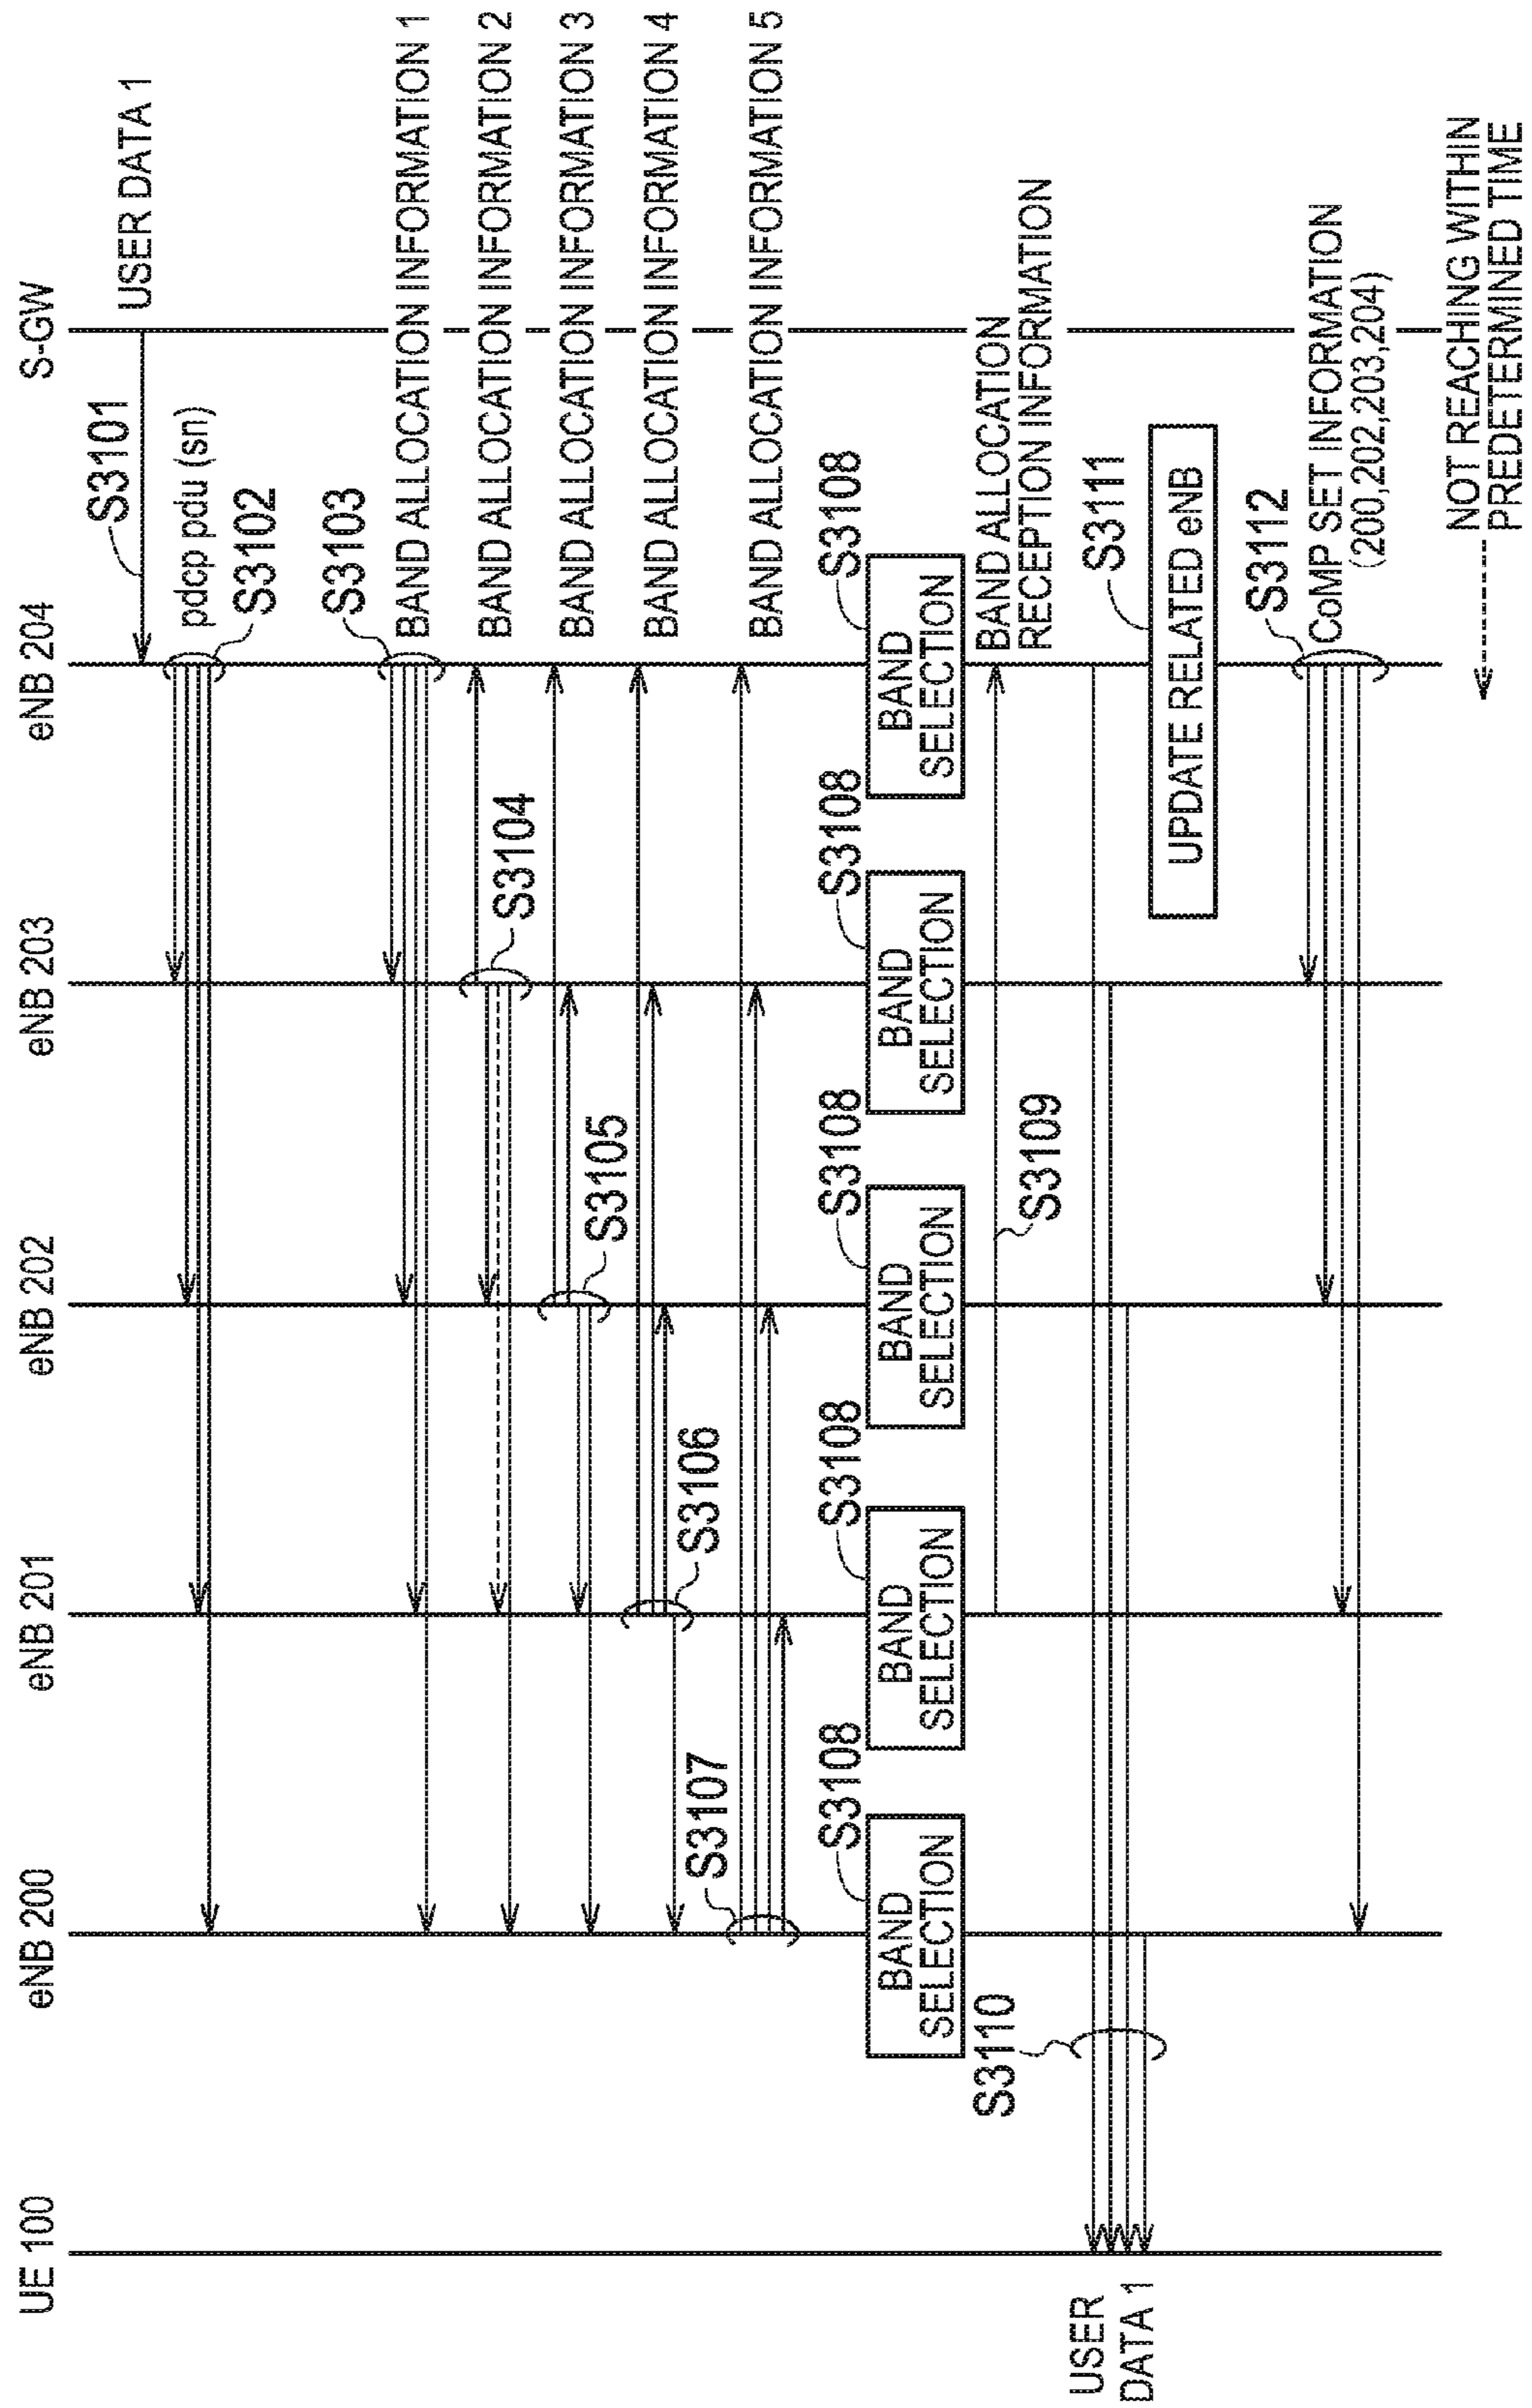 UE 100
eNB 200
eNB 201
eNB 202
eNB 203
eNB 204
S-GW
S3101
USER DATA 1
pdcp pdu (sn)
S3102
S3103
BAND ALLOCATION INFORMATION 1
BAND ALLOCATION INFORMATION 2
S3104
BAND ALLOCATION INFORMATION 3
S3105
BAND ALLOCATION INFORMATION 4
S3106
BAND ALLOCATION INFORMATION 5
S3107
S3108
S3108
S3108
S3108
S3108
BAND
SELECTION
BAND
SELECTION
BAND
SELECTION
BAND
SELECTION
BAND
SELECTION
BAND ALLOCATION
RECEPTION INFORMATION
S3109
S3110
USER
DATA 1
S3111
UPDATE RELATED eNB
S3112
CoMP SET INFORMATION
(200,202,203,204)
NOT REACHING WITHIN
PREDETERMINED TIME